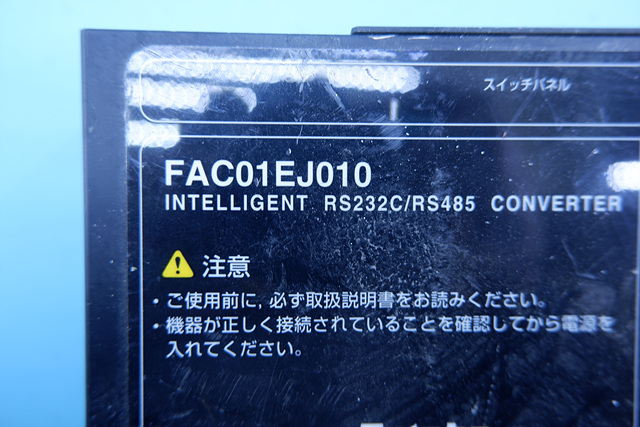 スイッチパネル
FAC01EJ010
INTELLIGENT RS232C/RS485 CONVERTER
注意
・ご使用前に,必ず取扱説明書をお読みください。
・機器が正しく接続されていることを確認してから電源を
入れてください。